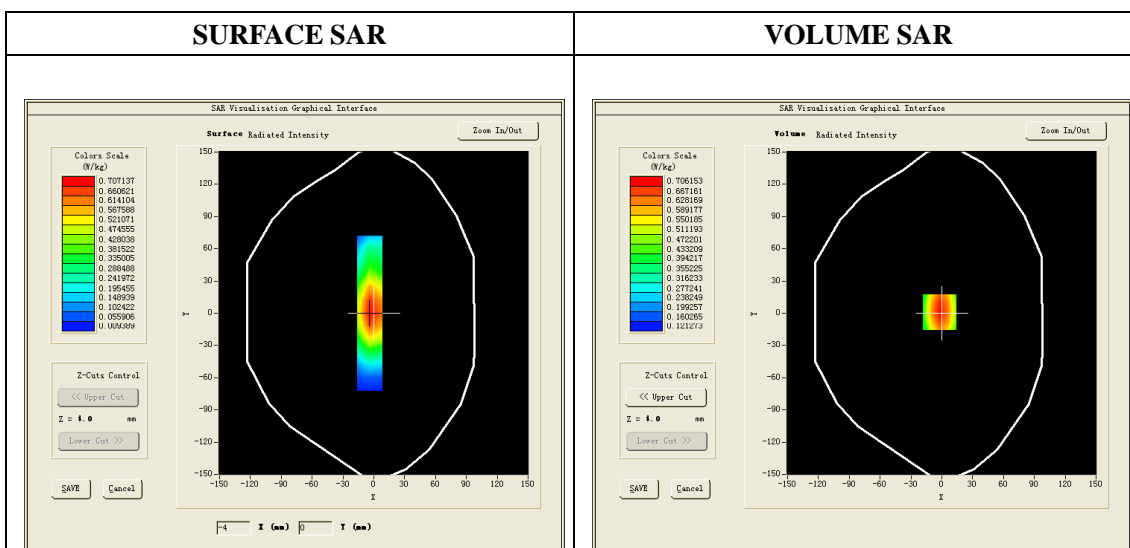 SURFACE SAR
VOLUME SAR
SAR Visualisation Graphical Interface
Surface Radiated Intensity
Zoom In/Out
Colors Scale
(W/kg)
0.707137
0.660621
0.614104
0.567588
0.521071
0.474555
0.428038
0.381522
0.335005
0.288488
0.241972
0.195455
0.148939
0.102422
0.055906
0.009389
150
120
90
60
30
0
-30
-60
-90
-120
-150
Y
-150 -120 -90 -60 -30 0 30 60 90 120 150
X
Z-Cuts Control
<< Upper Cut
Z = 4.0 mm
Lower Cut >>
SAVE Cancel
-4 X (mm) 0 Y (mm)
SAR Visualisation Graphical Interface
Volume Radiated Intensity
Zoom In/Out
Colors Scale
(W/kg)
0.706153
0.667161
0.628169
0.589177
0.550185
0.511193
0.472201
0.433209
0.394217
0.355225
0.316233
0.277241
0.238249
0.199257
0.160265
0.121273
150
120
90
60
30
0
-30
-60
-90
-120
-150
Y
-150 -120 -90 -60 -30 0 30 60 90 120 150
X
Z-Cuts Control
<< Upper Cut
Z = 4.0 mm
Lower Cut >>
SAVE Cancel